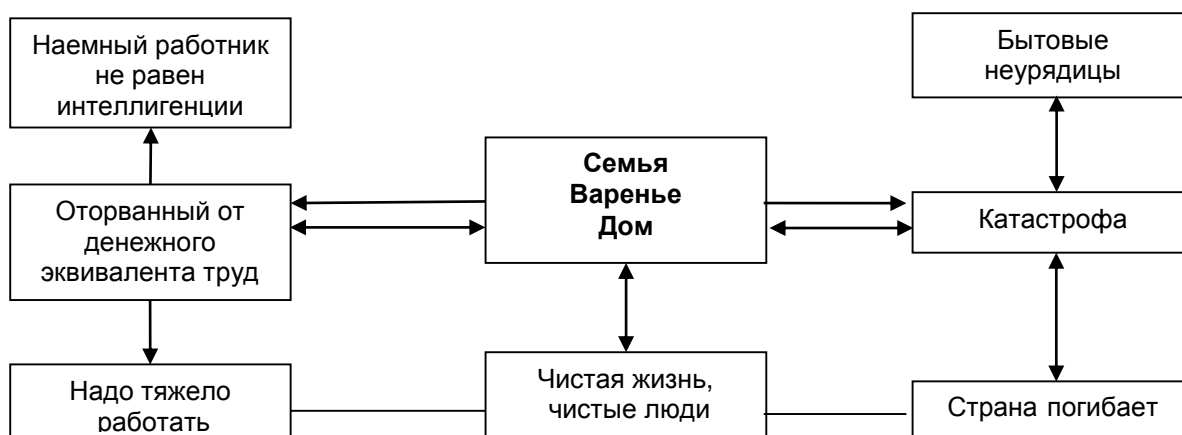 Наемный работник
не равен
интеллигенции
Бытовые
неурядицы
Семья
Варенье
Дом
Оторванный от
денежного
эквивалента труд
Катастрофа
Надо тяжело
работать
Чистая жизнь,
чистые люди
Страна погибает